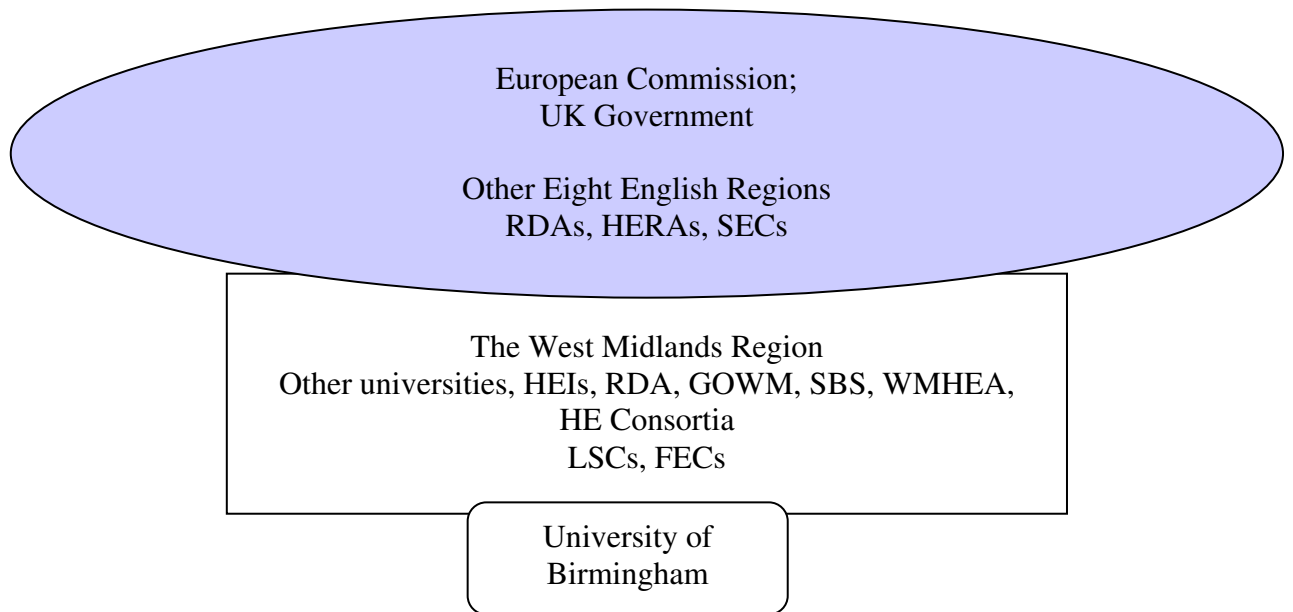 European Commission;
UK Government
Other Eight English Regions
RDAs, HERAs, SECs
The West Midlands Region
Other universities, HEIs, RDA, GOWM, SBS, WMHEA,
HE Consortia
LSCs, FECs
University of
Birmingham